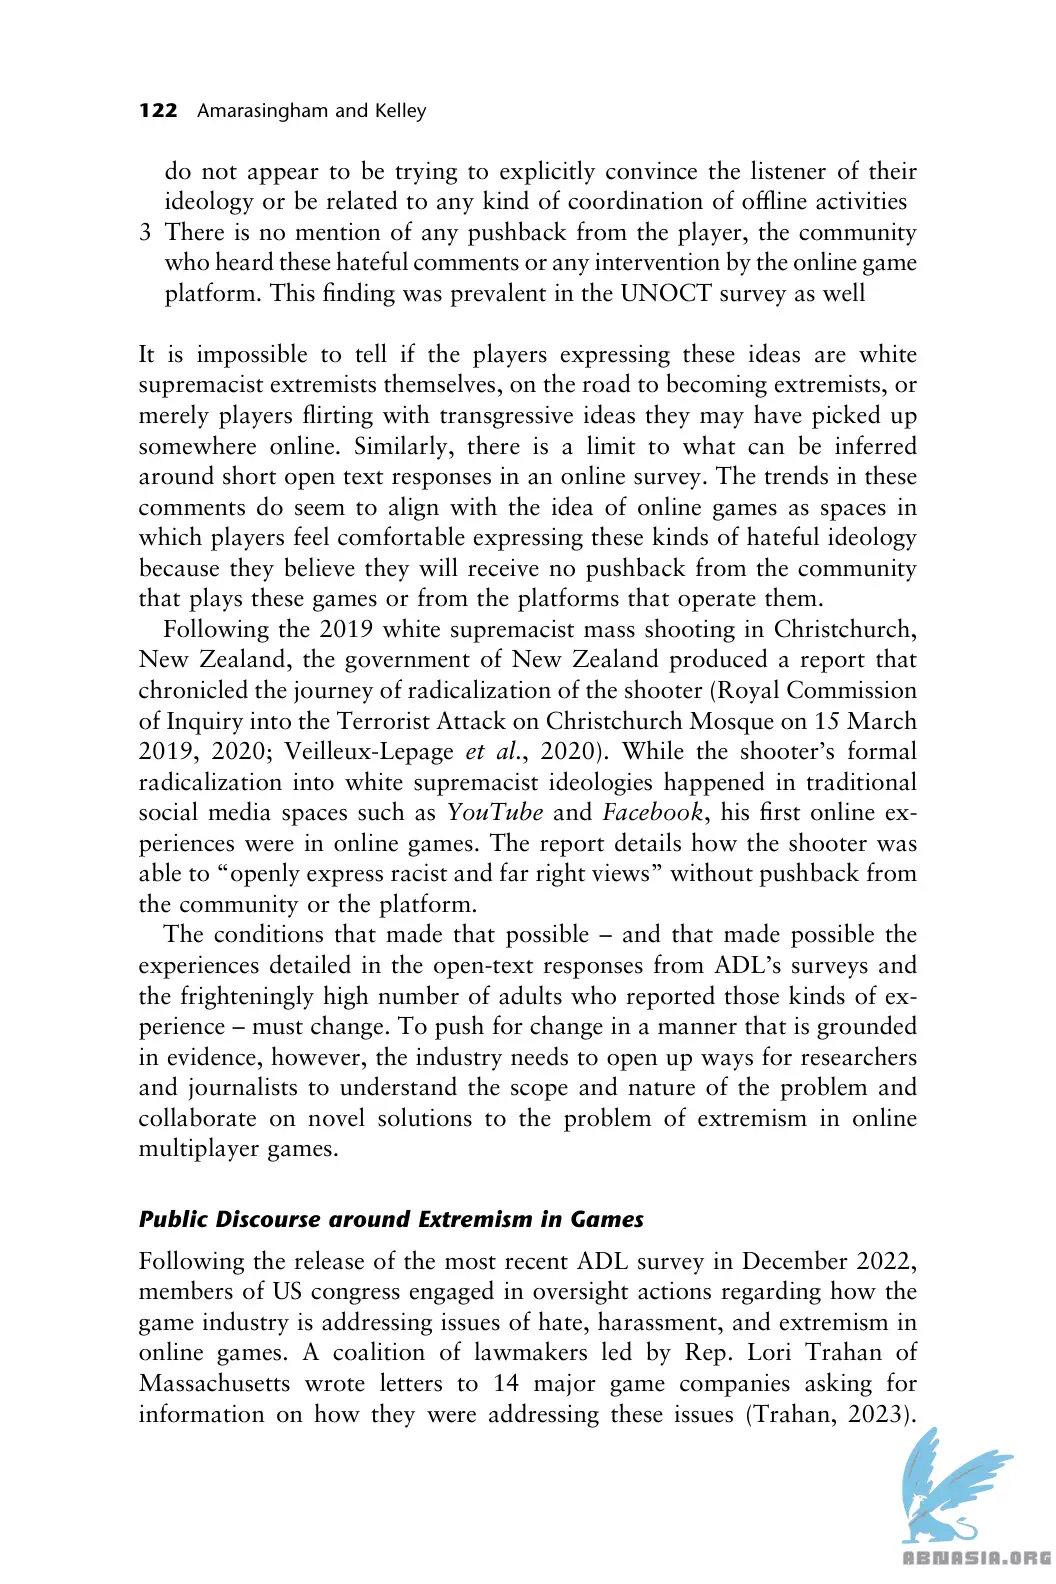 122 Amarasingham and Kelley
do not appear to be trying to explicitly convince the listener of their
ideology or be related to any kind of coordination of offline activities
3 There is no mention of any pushback from the player, the community
who heard these hateful comments or any intervention by the online game
platform. This finding was prevalent in the UNOCT survey as well
It is impossible to tell if the players expressing these ideas are white
supremacist extremists themselves, on the road to becoming extremists, or
merely players flirting with transgressive ideas they may have picked up
somewhere online. Similarly, there is a limit to what can be inferred
around short open text responses in an online survey. The trends in these
comments do seem to align with the idea of online games as spaces in
which players feel comfortable expressing these kinds of hateful ideology
because they believe they will receive no pushback from the community
that plays these games or from the platforms that operate them.
Following the 2019 white supremacist mass shooting in Christchurch,
New Zealand, the government of New Zealand produced a report that
chronicled the journey of radicalization of the shooter (Royal Commission
of Inquiry into the Terrorist Attack on Christchurch Mosque on 15 March
2019, 2020; Veilleux-Lepage et al., 2020). While the shooter's formal
radicalization into white supremacist ideologies happened in traditional
social media spaces such as YouTube and Facebook, his first online ex-
periences were in online games. The report details how the shooter was
able to “openly express racist and far right views” without pushback from
the community or the platform.
The conditions that made that possible – and that made possible the
experiences detailed in the open-text responses from ADL's surveys and
the frighteningly high number of adults who reported those kinds of ex-
perience – must change. To push for change in a manner that is grounded
in evidence, however, the industry needs to open up ways for researchers
and journalists to understand the scope and nature of the problem and
collaborate on novel solutions to the problem of extremism in online
multiplayer games.
Public Discourse around Extremism in Games
Following the release of the most recent ADL survey in December 2022,
members of US congress engaged in oversight actions regarding how the
game industry is addressing issues of hate, harassment, and extremism in
online games. A coalition of lawmakers led by Rep. Lori Trahan of
Massachusetts wrote letters to 14 major game companies asking for
information on how they were addressing these issues (Trahan, 2023).
ABNASIA.ORG